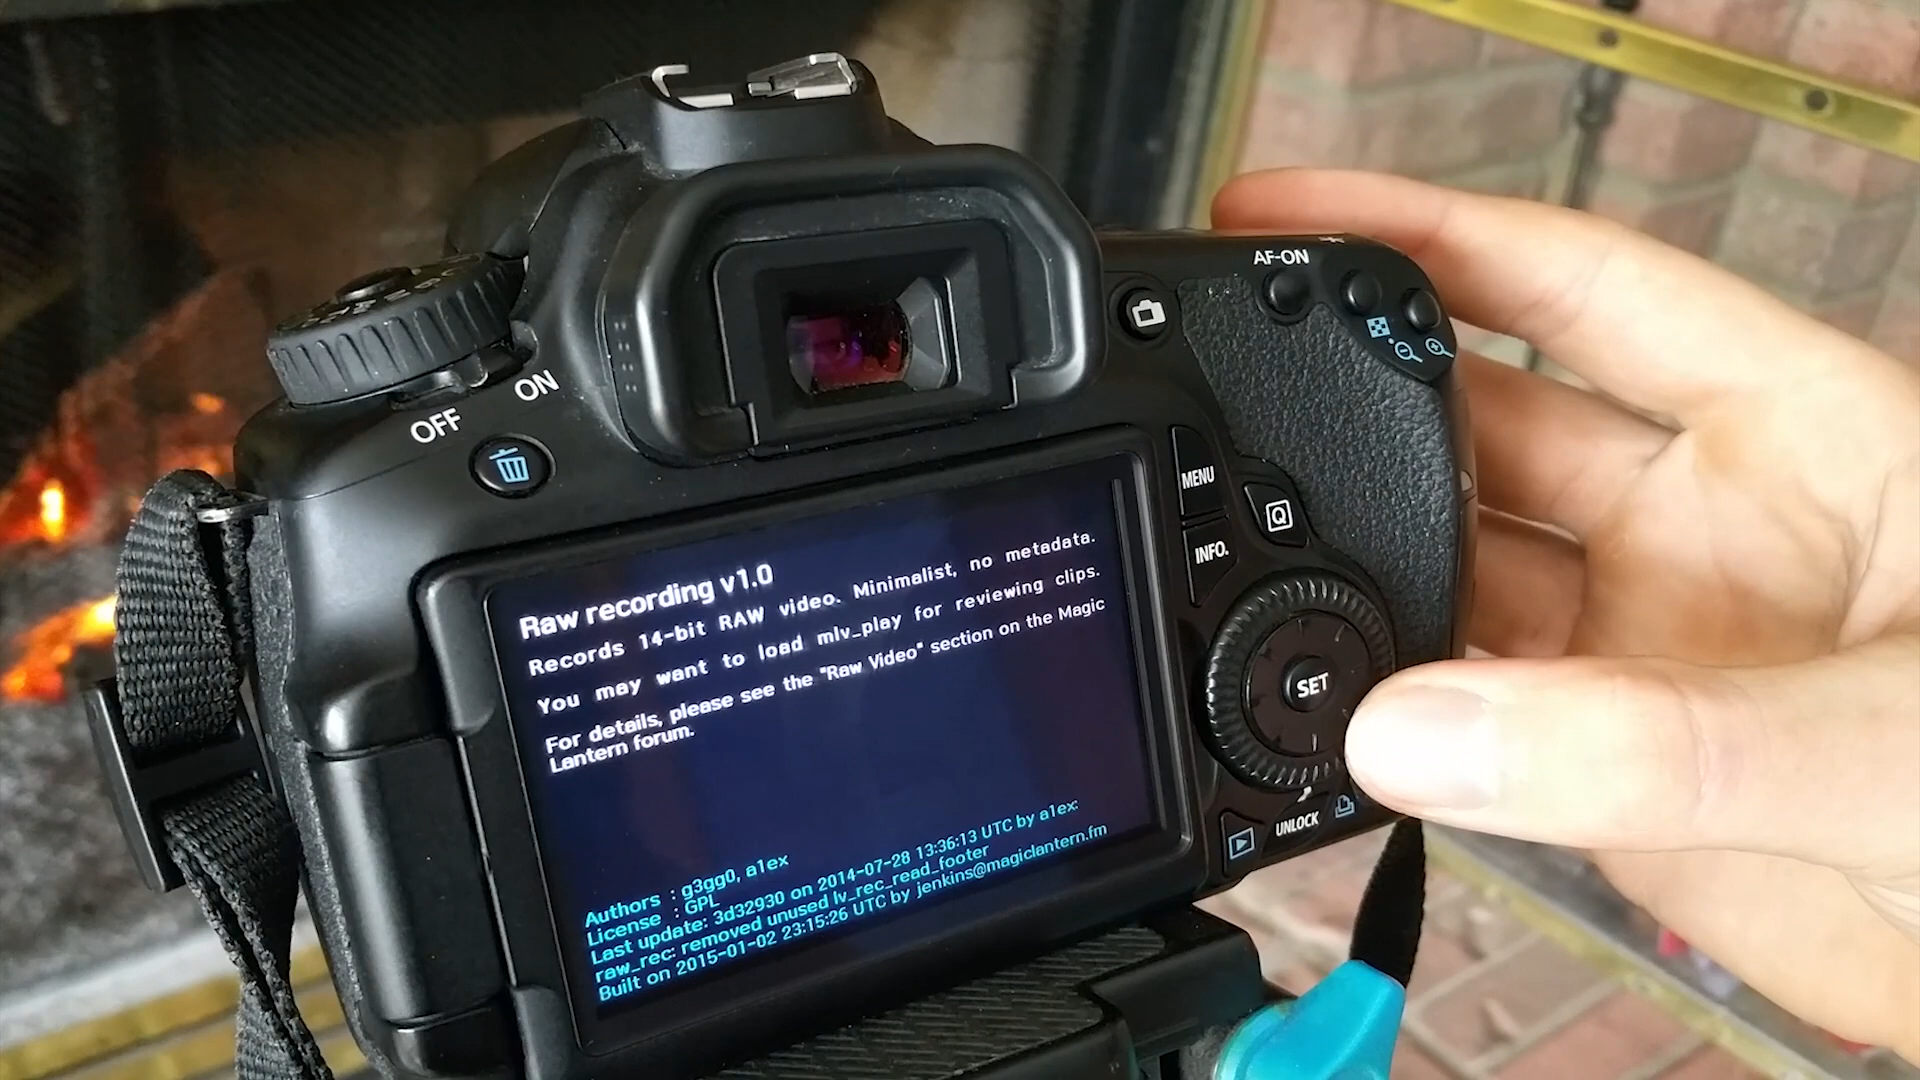 AF-ON
ON
OFF
MENU
Q
INFO.
SET
UNLOCK
Raw recording v1.0
Records 14-bit RAW video. Minimalist, no metadata.
You may want to load mlv_play for reviewing clips.
For details, please see the "Raw Video" section on the Magic
Lantern forum.
Authors : g3gg0, a1ex
License : GPL
Last update: 3d32930 on 2014-07-28 13:36:13 UTC by a1ex:
raw_rec: removed unused lv_rec_read_footer
Built on 2015-01-02 23:15:26 UTC by jenkins@magiclantern.fm